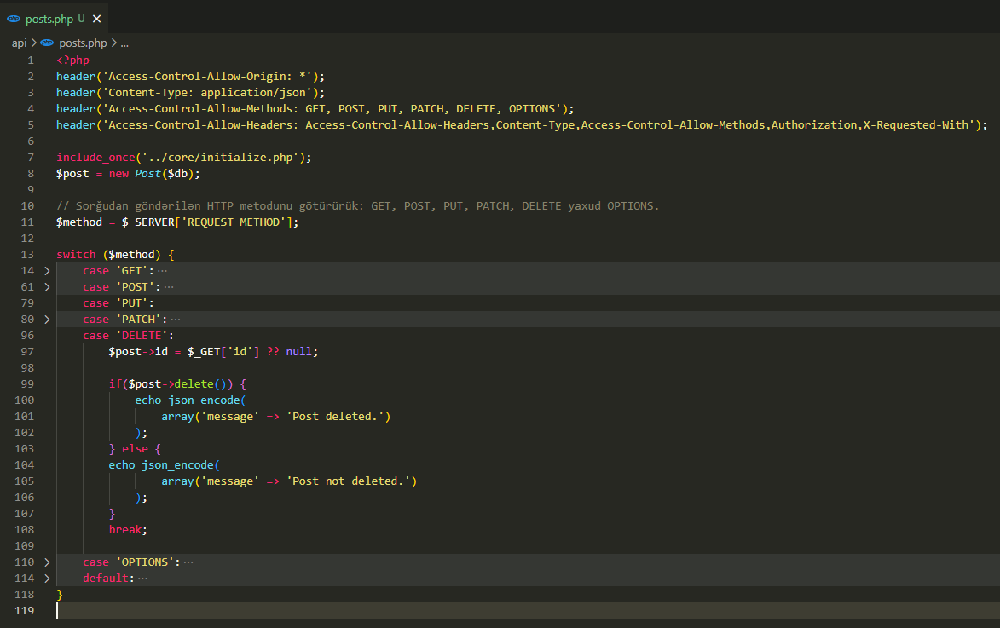 php posts.php U ×
api > php posts.php > ...
1 <?php
2 header('Access-Control-Allow-Origin: *');
3 header('Content-Type: application/json');
4 header('Access-Control-Allow-Methods: GET, POST, PUT, PATCH, DELETE, OPTIONS');
5 header('Access-Control-Allow-Headers: Access-Control-Allow-Headers,Content-Type,Access-Control-Allow-Methods,Authorization,X-Requested-With');
6
7 include_once('../core/initialize.php');
8 $post = new Post($db);
9
10 // Sorğudan göndərilən HTTP metodunu götürürük: GET, POST, PUT, PATCH, DELETE yaxud OPTIONS.
11 $method = $_SERVER['REQUEST_METHOD'];
12
13 switch ($method) {
14 > case 'GET': ...
61 > case 'POST': ...
79 case 'PUT':
80 > case 'PATCH': ...
96 case 'DELETE':
97 $post->id = $_GET['id'] ?? null;
98
99 if($post->delete()) {
100 echo json_encode(
101 array('message' => 'Post deleted.')
102 );
103 } else {
104 echo json_encode(
105 array('message' => 'Post not deleted.')
106 );
107 }
108 break;
109
110 > case 'OPTIONS': ...
114 > default: ...
118 }
119